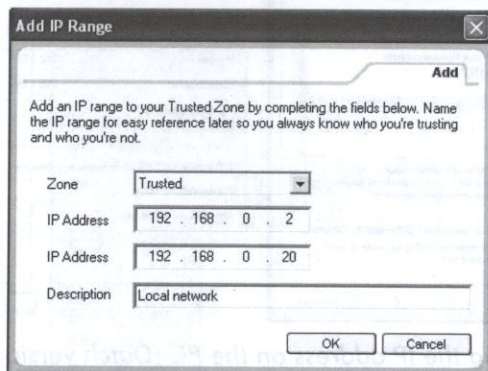 Add IP Range
Add
Add an IP range to your Trusted Zone by completing the fields below. Name
the IP range for easy reference later so you always know who you're trusting
and who you're not.
Zone Trusted
IP Address 192 . 168 . 0 . 2
IP Address 192 . 168 . 0 . 20
Description Local network
OK Cancel